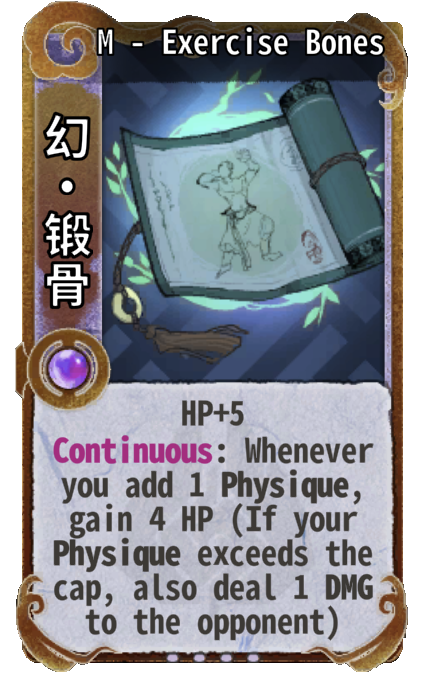 M - Exercise Bones
幻·锻骨
HP+5
Continuous: Whenever
you add 1 Physique,
gain 4 HP (If your
Physique exceeds the
cap, also deal 1 DMG
to the opponent)